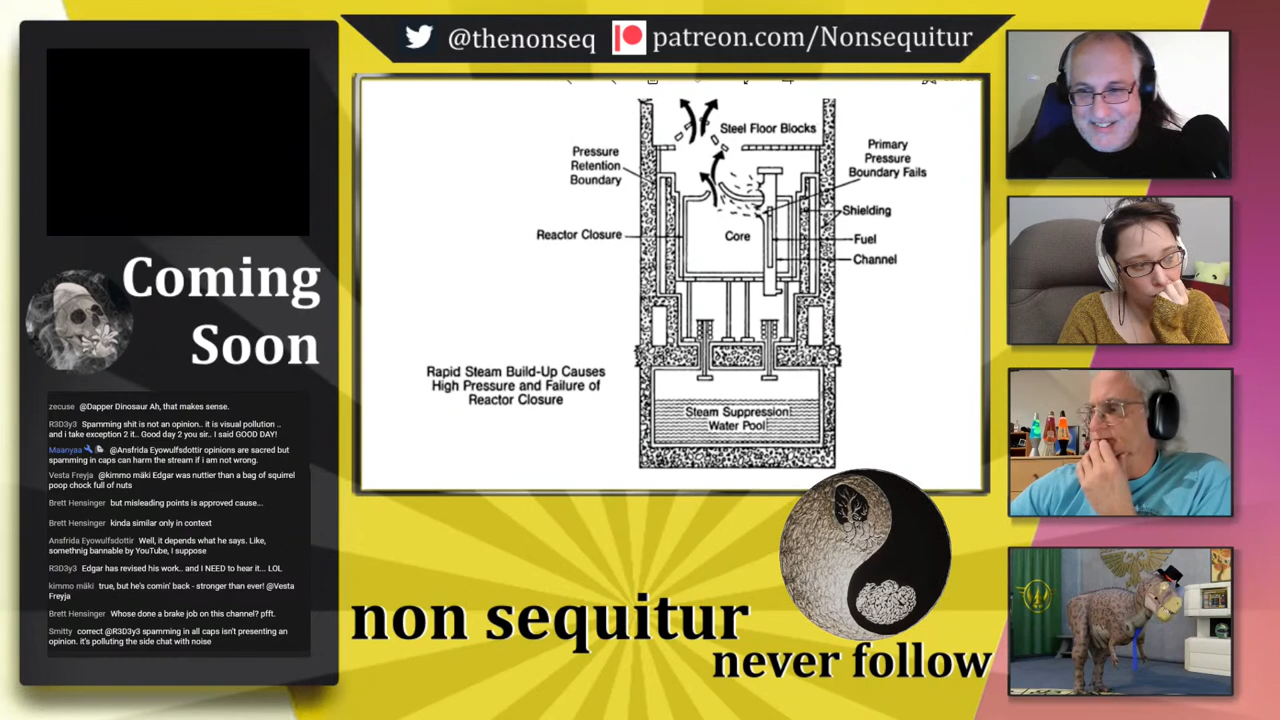 @thenonseq patreon.com/Nonsequitur
Coming
Soon
zecuse @Dapper Dinosaur Ah, that makes sense.
R3D3y3 Spamming shit is not an opinion.. it is visual pollution ..
and i take exception 2 it.. Good day 2 you sir.. I said GOOD DAY!
Maanyaa @Ansfrida Eyowulfsdottir opinions are sacred but
spamming in caps can harm the stream if i am not wrong.
Vesta Freyja @kirnmo mäki Edgar was nuttier than a bag of squirrel
poop chock full of nuts
Brett Hensinger but misleading points is approved cause...
Brett Hensinger kinda similar only in context
Ansfrida Eyowulfsdottir Well, it depends what he says. Like,
somethnig bannable by YouTube, I suppose
R3D3y3 Edgar has revised his work.. and I NEED to hear it... LOL
kimmo mäki true, but he's comin' back - stronger than ever! @Vesta
Freyja
Brett Hensinger Whose done a brake job on this channel? pfft.
Smitty correct @R3D3y3 spamming in all caps isn't presenting an
opinion. it's polluting the side chat with noise
Steel Floor Blocks
Pressure
Retention
Boundary
Primary
Pressure
Boundary Fails
Shielding
Reactor Closure
Core
Fuel
Channel
Rapid Steam Build-Up Causes
High Pressure and Failure of
Reactor Closure
Steam Suppression
Water Pool
non sequitur
never follow